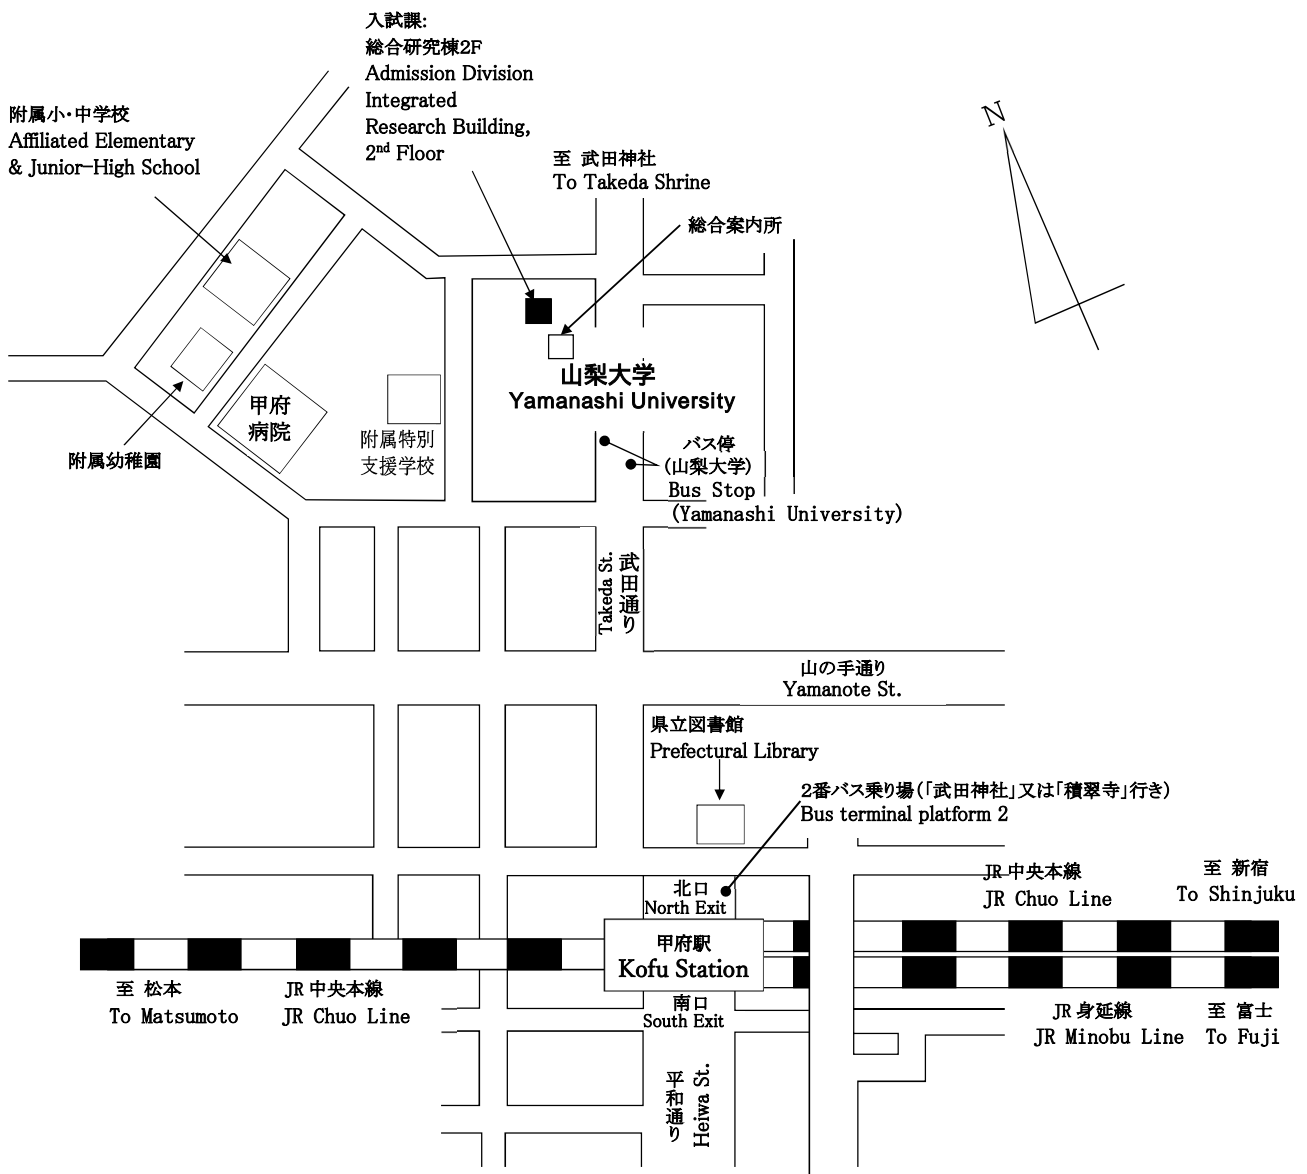 入試課:
総合研究棟2F
Admission Division
Integrated
Research Building,
2nd Floor
附属小・中学校
Affiliated Elementary
& Junior-High School
N
至 武田神社
To Takeda Shrine
総合案内所
山梨大学
Yamanashi University
甲府
病院
附属特別
支援学校
附属幼稚園
バス停
(山梨大学)
Bus Stop
(Yamanashi University)
武田通り
Takeda St.
山の手通り
Yamanote St.
県立図書館
Prefectural Library
2番バス乗り場(「武田神社」又は「積翠寺」行き)
Bus terminal platform 2
北口
North Exit
JR 中央本線
JR Chuo Line
至 新宿
To Shinjuku
甲府駅
Kofu Station
至 松本
To Matsumoto
JR 中央本線
JR Chuo Line
南口
South Exit
JR 身延線
JR Minobu Line
至 富士
To Fuji
平和通り
Heiwa St.